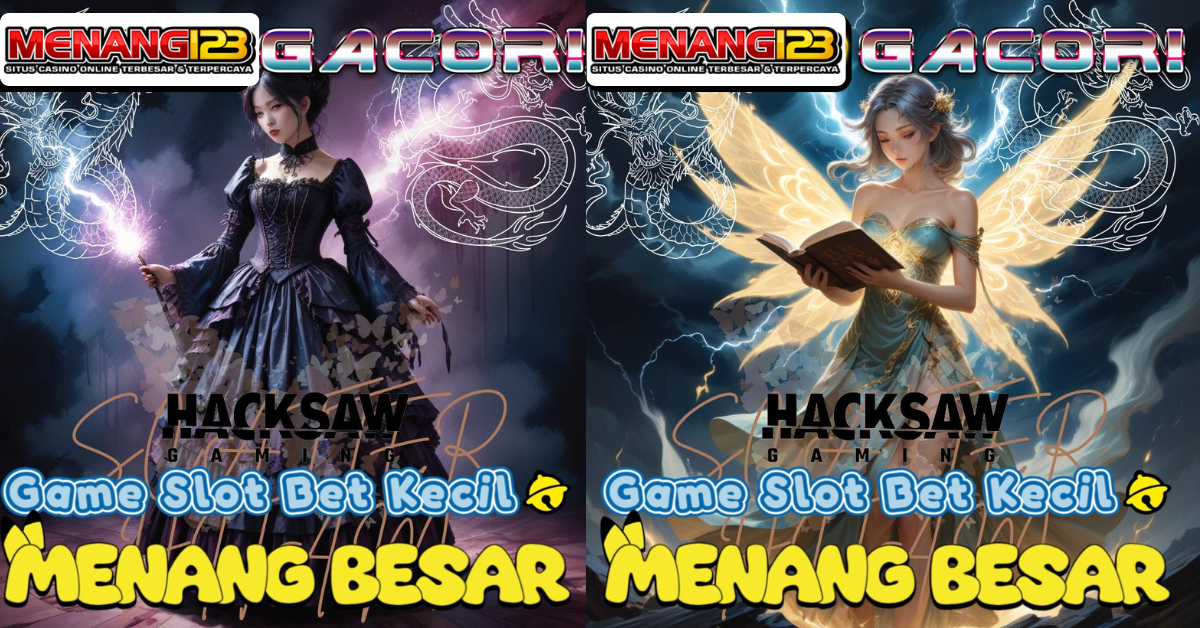 MENANG123 GACOR!
SITUS CASINO ONLINE TERBESAR & TERPERCAYA
HACKSAW
GAMING
Game Slot Bet Kecil
MENANG BESAR
MENANG123 GACOR!
SITUS CASINO ONLINE TERBESAR & TERPERCAYA
HACKSAW
GAMING
Game Slot Bet Kecil
MENANG BESAR